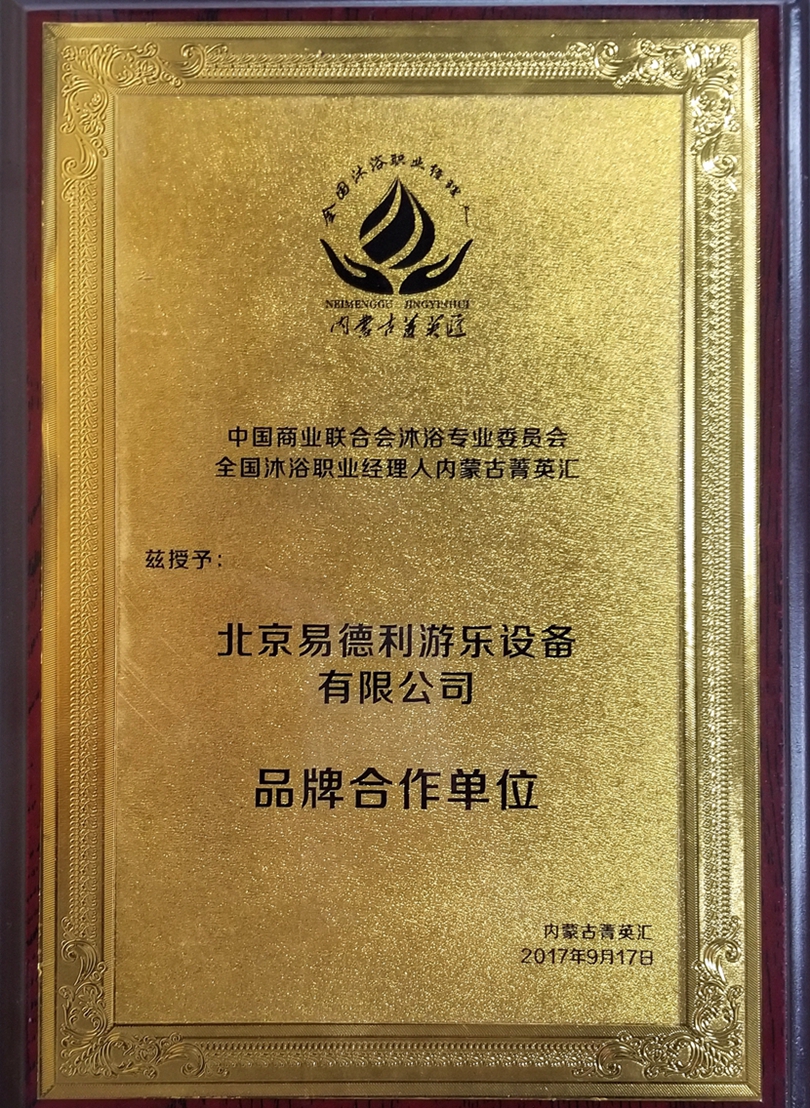 全国沐浴职业经理人
NEIMENGGU JINGYINGHUI
内蒙古菁英汇
中国商业联合会沐浴专业委员会
全国沐浴职业经理人内蒙古菁英汇
兹授予：
北京易德利游乐设备
有限公司
品牌合作单位
内蒙古菁英汇
2017年9月17日